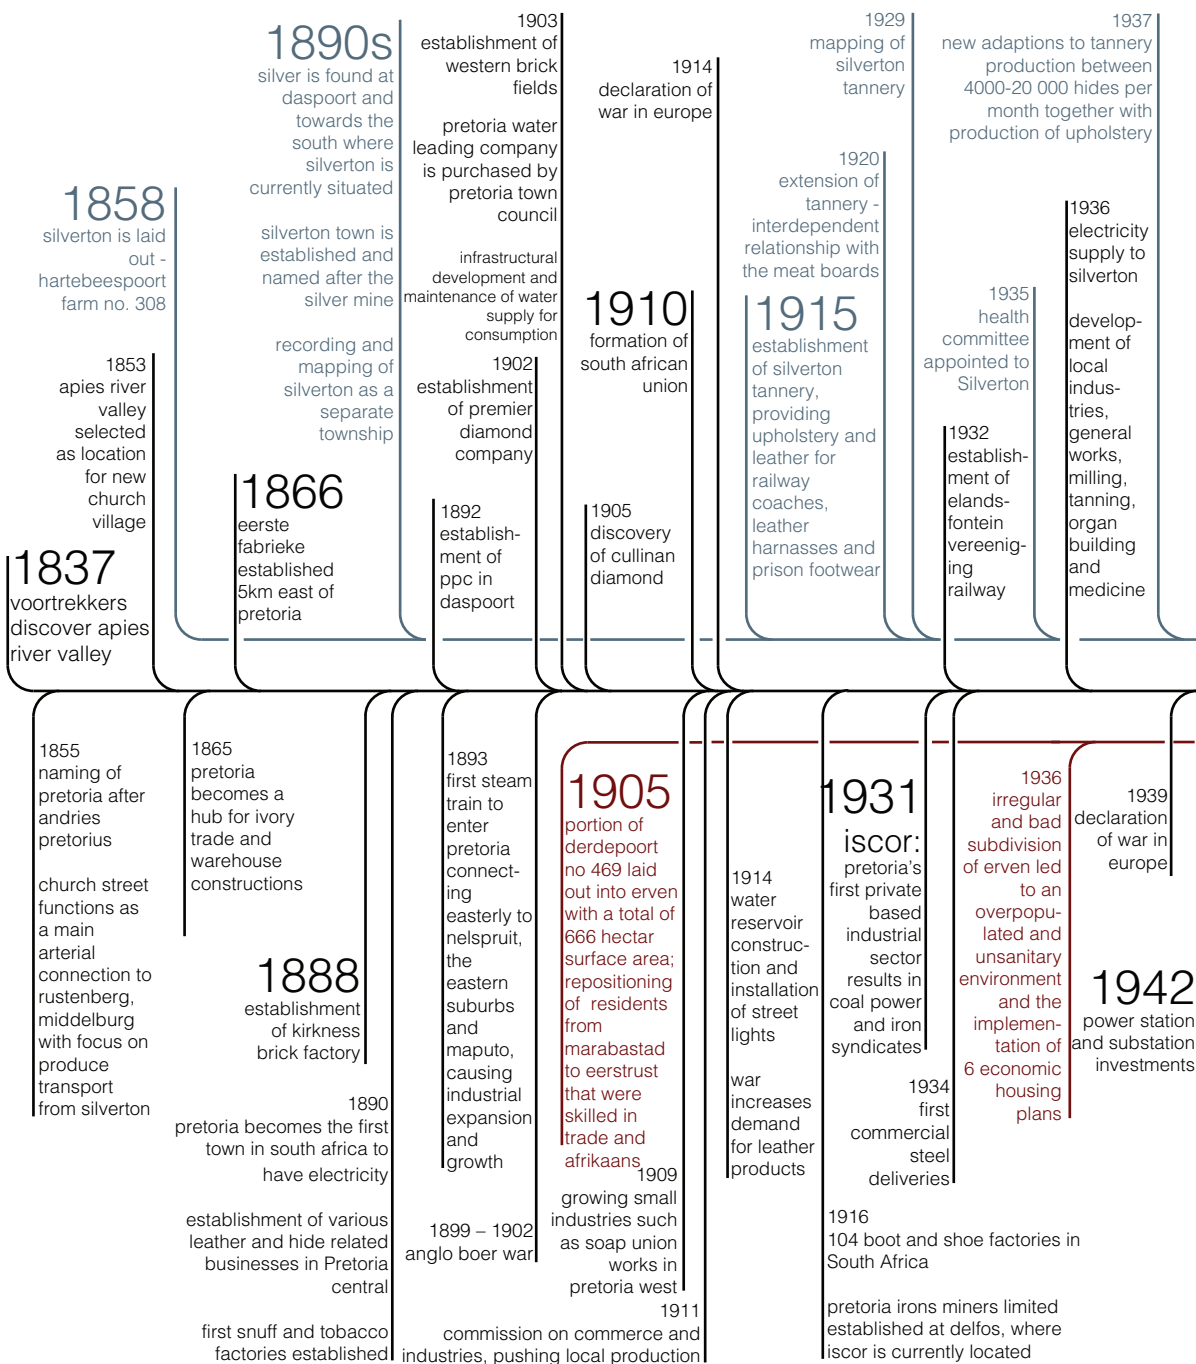 1837
voortrekkers
discover apies
river valley
1853
apies river
valley
selected
as location
for new
church
village
1858
silverton is laid
out -
hartebeespoort
farm no. 308
1866
eerste
fabrieke
established
5km east of
pretoria
1890s
silver is found at
daspoort and
towards the
south where
silverton is
currently situated
silverton town is
established and
named after the
silver mine
recording and
mapping of
silverton as a
separate
township
1892
establish-
ment of
ppc in
daspoort
1902
establishment
of premier
diamond
company
1903
establishment of
western brick
fields
pretoria water
leading company
is purchased by
pretoria town
council
infrastructural
development and
maintenance of water
supply for
consumption
1905
discovery
of cullinan
diamond
1910
formation of
south african
union
1914
declaration of
war in europe
1915
establishment
of silverton
tannery,
providing
upholstery and
leather for
railway
coaches,
leather
harnasses and
prison footwear
1920
extension of
tannery -
interdependent
relationship with
the meat boards
1929
mapping of
silverton
tannery
1932
establish-
ment of
elands-
fontein
vereenig-
ing
railway
1935
health
committee
appointed to
Silverton
1936
electricity
supply to
silverton
develop-
ment of
local
indus-
tries,
general
works,
milling,
tanning,
organ
building
and
medicine
1937
new adaptions to tannery
production between
4000-20 000 hides per
month together with
production of upholstery
1855
naming of
pretoria after
andries
pretorius
church street
functions as
a main
arterial
connection to
rustenberg,
middelburg
with focus on
produce
transport
from silverton
1865
pretoria
becomes a
hub for ivory
trade and
warehouse
constructions
1888
establishment
of kirkness
brick factory
1890
pretoria becomes the first
town in south africa to
have electricity
establishment of various
leather and hide related
businesses in Pretoria
central
first snuff and tobacco
factories established
1893
first steam
train to
enter
pretoria
connect-
ing
easterly to
nelspruit,
the
eastern
suburbs
and
maputo,
causing
industrial
expansion
and
growth
1899 – 1902
anglo boer war
1905
portion of
derdepoort
no 469 laid
out into erven
with a total of
666 hectar
surface area;
repositioning
of residents
from
marabastad
to eerstrust
that were
skilled in
trade and
afrikaans
1909
growing small
industries such
as soap union
works in
pretoria west
1911
commission on commerce and
industries, pushing local production
1914
water
reservoir
construc-
tion and
installation
of street
lights
war
increases
demand
for leather
products
1916
104 boot and shoe factories in
South Africa
pretoria irons miners limited
established at delfos, where
iscor is currently located
1931
iscor:
pretoria's
first private
based
industrial
sector
results in
coal power
and iron
syndicates
1934
first
commercial
steel
deliveries
1936
irregular
and bad
subdivision
of erven led
to an
overpopu-
lated and
unsanitary
environment
and the
implemen-
tation of
6 economic
housing
plans
1939
declaration
of war in
europe
1942
power station
and substation
investments